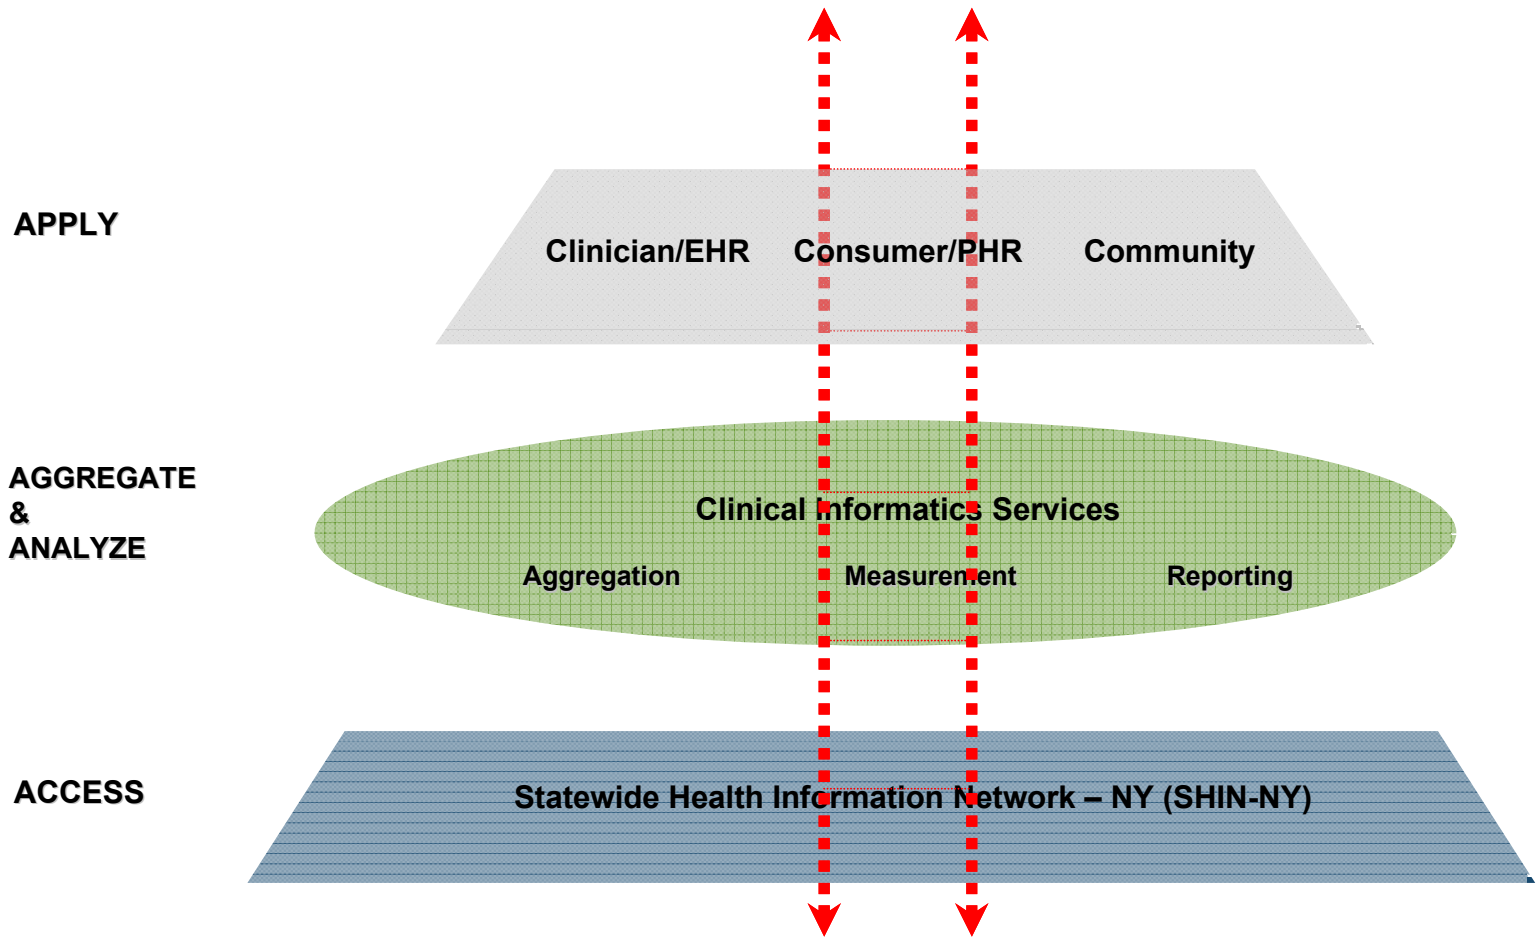 APPLY
Clinician/EHR Consumer/PHR Community
AGGREGATE
&
ANALYZE
Clinical Informatics Services
Aggregation Measurement Reporting
ACCESS
Statewide Health Information Network – NY (SHIN-NY)